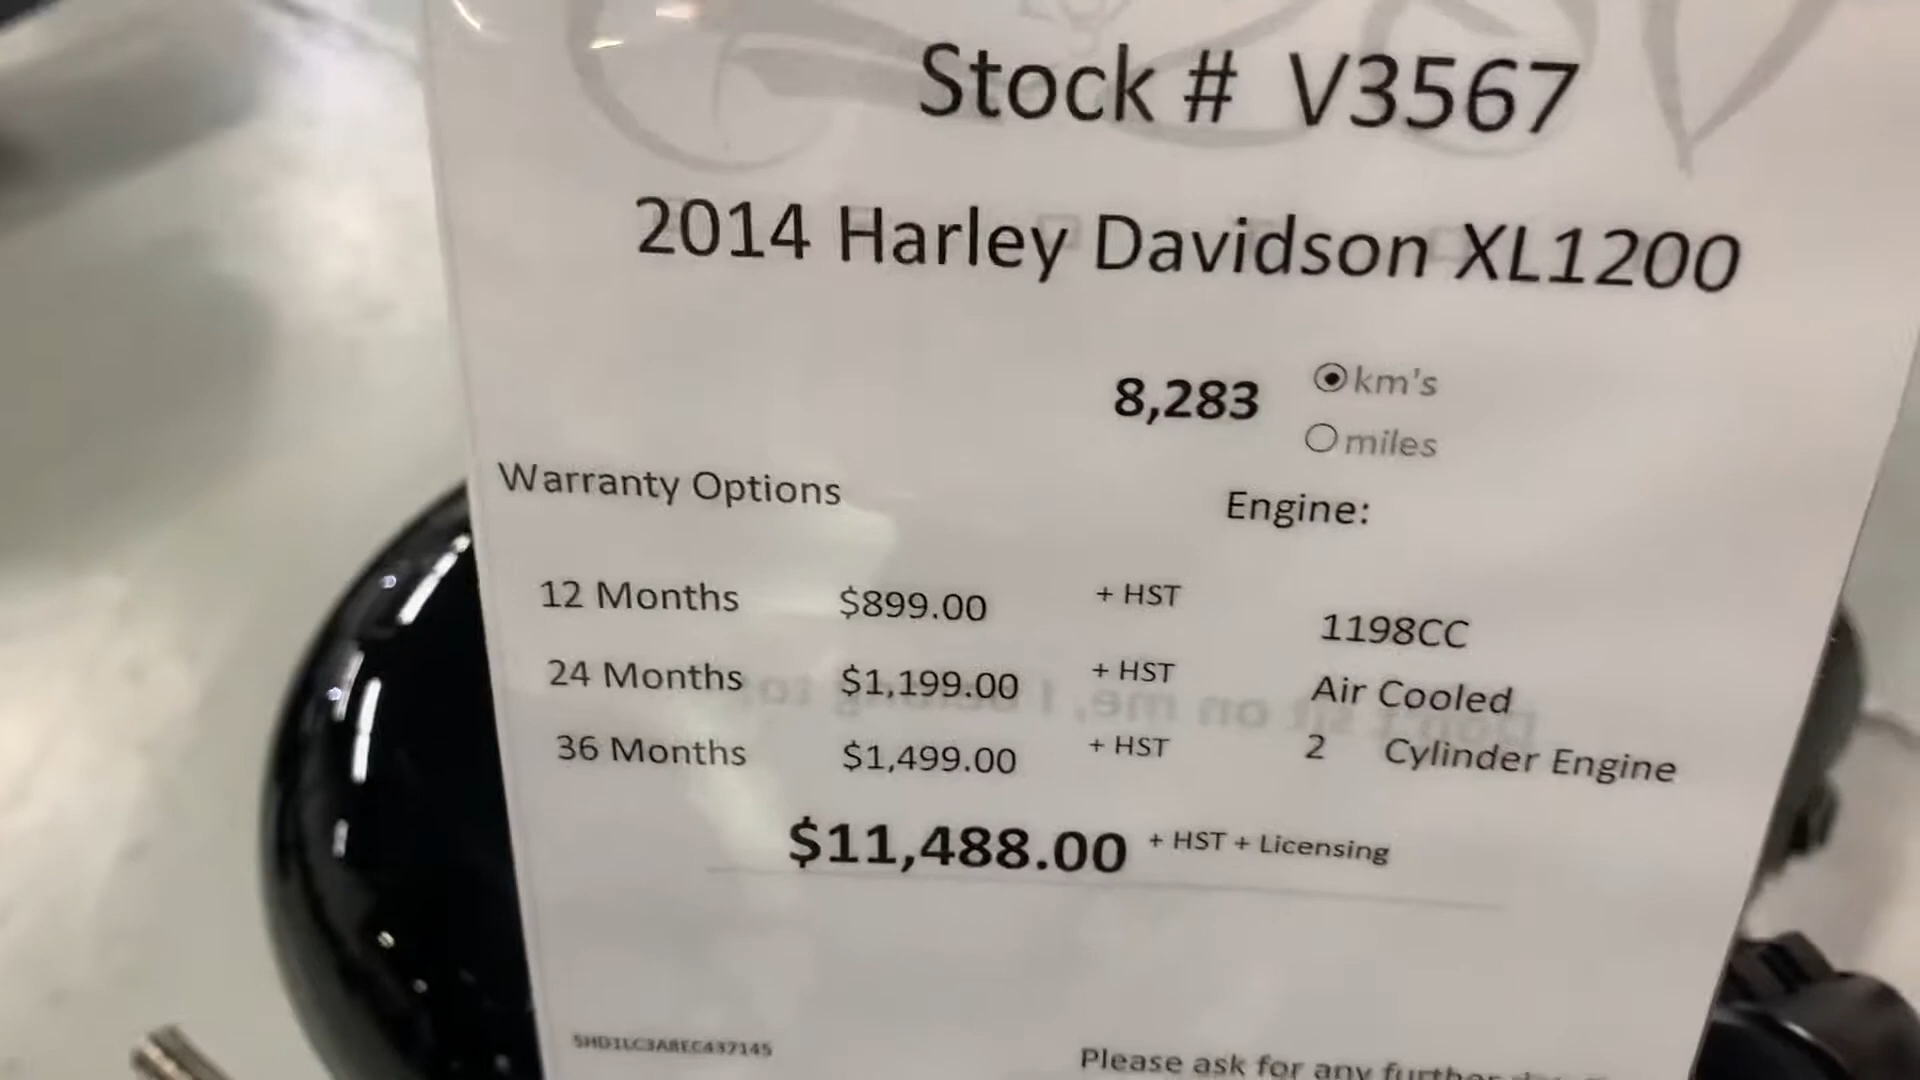 Stock # V3567
2014 Harley Davidson XL1200
8,283 km's
miles
Warranty Options Engine:
12 Months $899.00 + HST 1198CC
24 Months $1,199.00 + HST Air Cooled
36 Months $1,499.00 + HST 2 Cylinder Engine
$11,488.00 + HST + Licensing
Please ask for any further